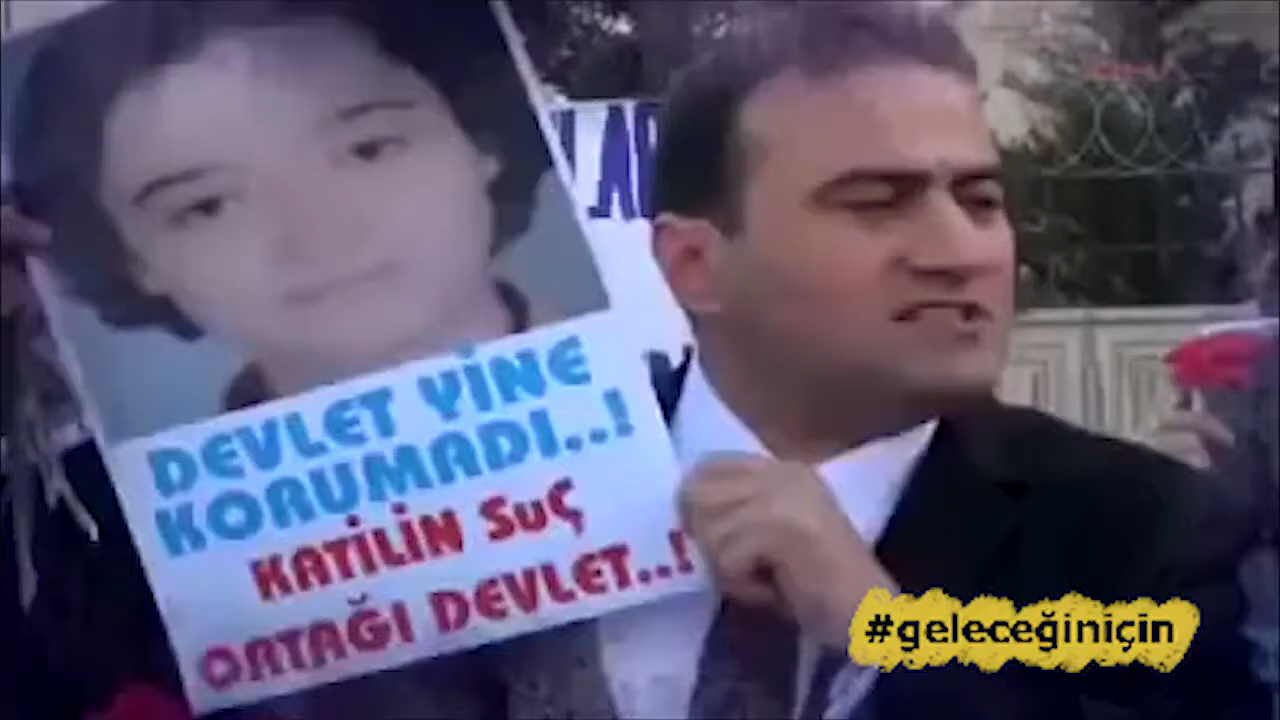 DEVLET YİNE
KORUMADI..!
KATİLİN SUÇ
ORTAĞI DEVLET..!
#geleceğiniçin